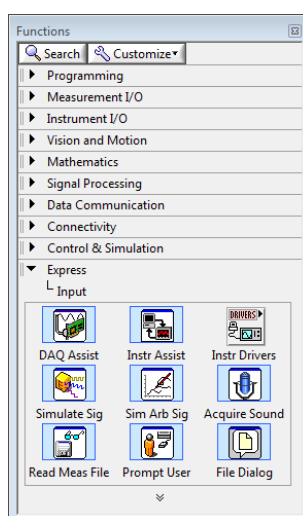 Functions
Search Customize
Programming
Measurement I/O
Instrument I/O
Vision and Motion
Mathematics
Signal Processing
Data Communication
Connectivity
Control & Simulation
Express
Input
DRIVERS
DAQ Assist Instr Assist Instr Drivers
Simulate Sig Sim Arb Sig Acquire Sound
Read Meas File Prompt User File Dialog